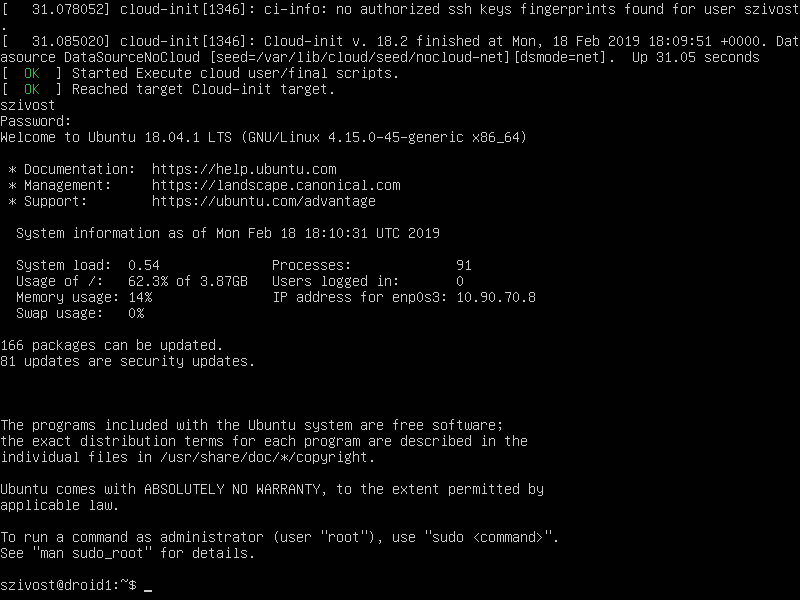 [   31.078052] cloud-init[1346]: ci-info: no authorized ssh keys fingerprints found for user szivost
.
[   31.085020] cloud-init[1346]: Cloud-init v. 18.2 finished at Mon, 18 Feb 2019 18:09:51 +0000. Dat
asource DataSourceNoCloud [seed=/var/lib/cloud/seed/nocloud-net][dsmode=net].  Up 31.05 seconds
[  OK  ] Started Execute cloud user/final scripts.
[  OK  ] Reached target Cloud-init target.
szivost
Password:
Welcome to Ubuntu 18.04.1 LTS (GNU/Linux 4.15.0-45-generic x86_64)

 * Documentation:  https://help.ubuntu.com
 * Management:     https://landscape.canonical.com
 * Support:        https://ubuntu.com/advantage

  System information as of Mon Feb 18 18:10:31 UTC 2019

  System load:  0.54              Processes:             91
  Usage of /:   62.3% of 3.87GB   Users logged in:       0
  Memory usage: 14%               IP address for enp0s3: 10.90.70.8
  Swap usage:   0%

166 packages can be updated.
81 updates are security updates.

The programs included with the Ubuntu system are free software;
the exact distribution terms for each program are described in the
individual files in /usr/share/doc/*/copyright.

Ubuntu comes with ABSOLUTELY NO WARRANTY, to the extent permitted by
applicable law.

To run a command as administrator (user "root"), use "sudo <command>".
See "man sudo_root" for details.

szivost@droid1:~$ _